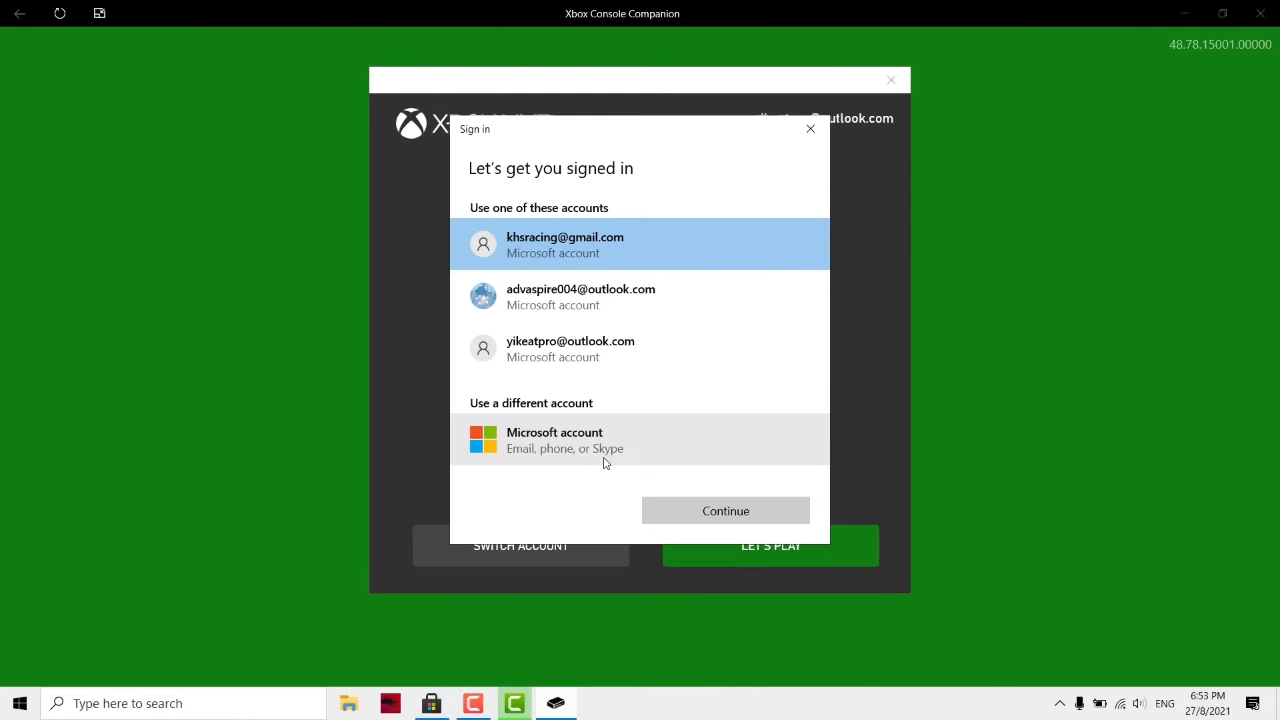 Xbox Console Companion
48.78.15001.00000
utlook.com
Sign in
Let's get you signed in
Use one of these accounts
khsracing@gmail.com
Microsoft account
advaspire004@outlook.com
Microsoft account
yikeatpro@outlook.com
Microsoft account
Use a different account
Microsoft account
Email, phone, or Skype
Continue
SWITCH ACCOUNT
LET'S PLAY
Type here to search
ENG
6:53 PM
27/8/2021